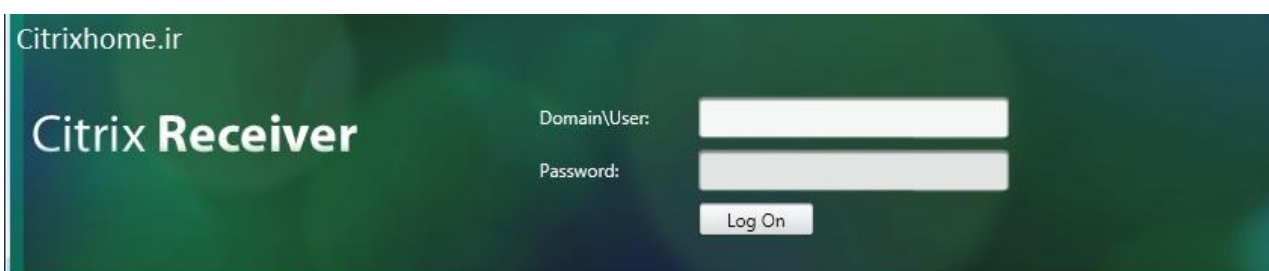 Citrixhome.ir
Citrix Receiver
Domain\User:
Password:
Log On